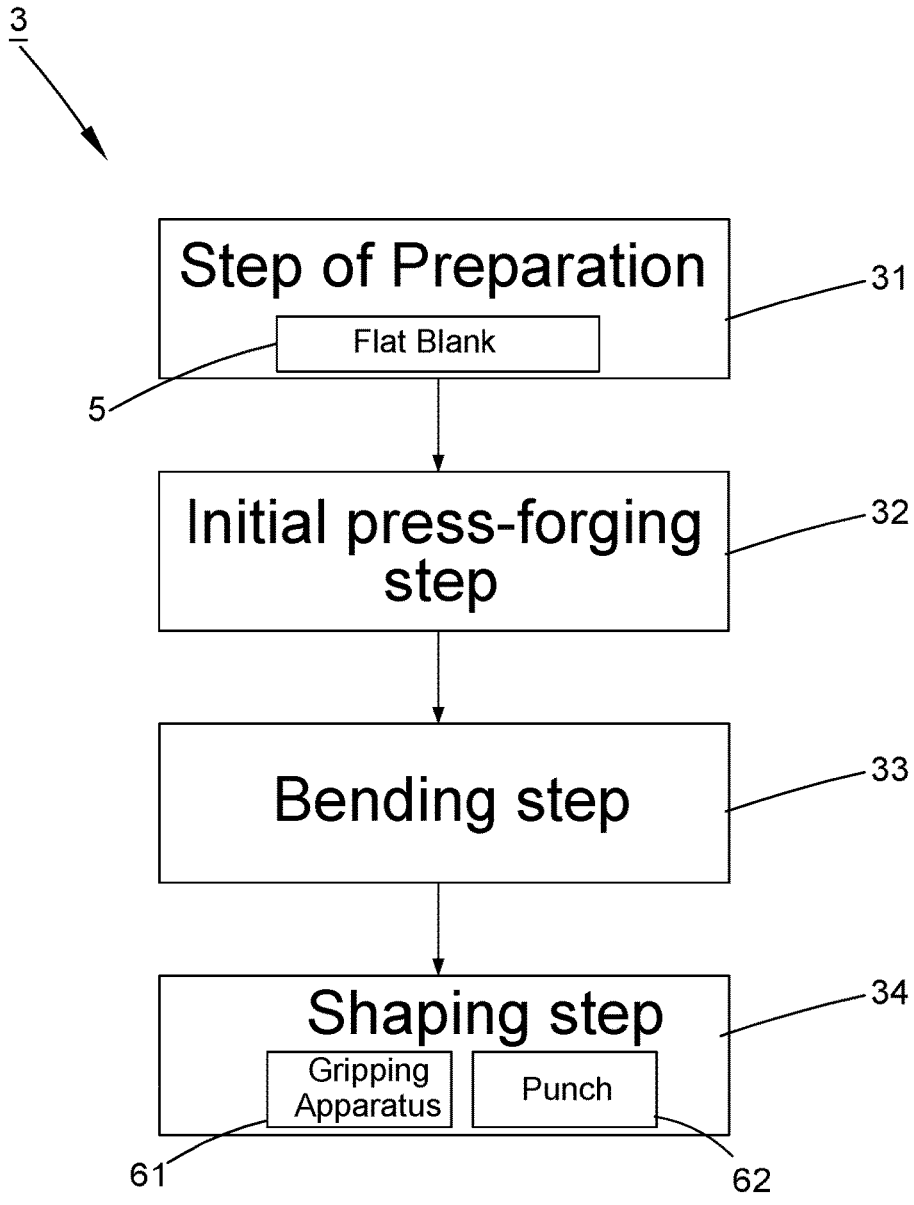 3
Step of Preparation
31
Flat Blank
5
Initial press-forging
step
32
Bending step
33
Shaping step
34
Gripping
Apparatus
Punch
61
62